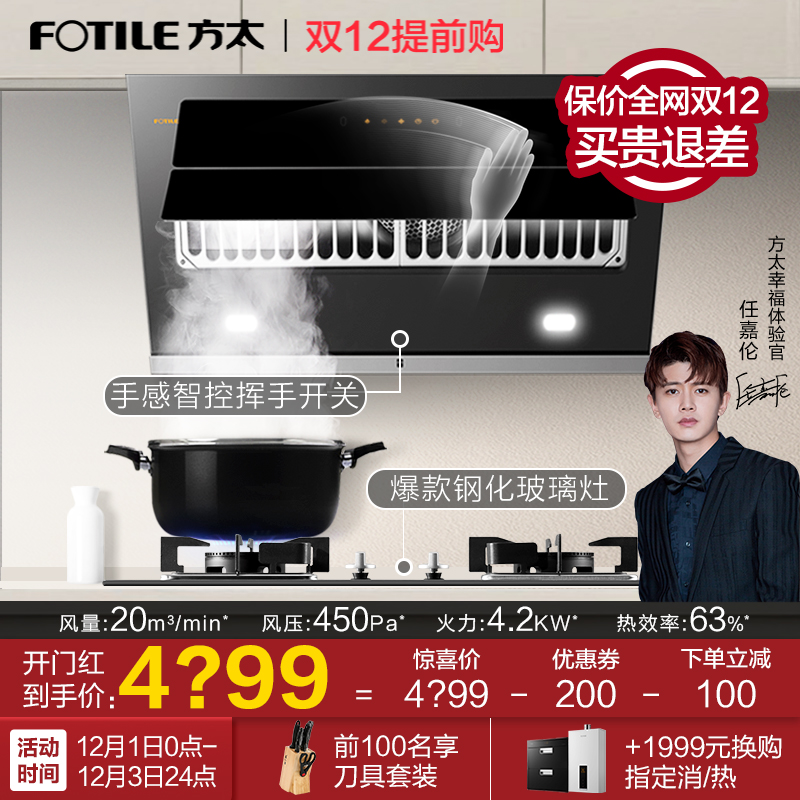 FOTILE 方太 | 双12提前购
保价全网双12
买贵退差
FOTILE
方太幸福体验官
任嘉伦
手感智控挥手开关
爆款钢化玻璃灶
风量:20m³/min* 风压:450Pa* 火力:4.2KW* 热效率:63%*
开门红
到手价:4?99 = 惊喜价 4?99 - 优惠券 200 - 下单立减 100
活动
时间
12月1日0点-
12月3日24点
前100名享
刀具套装
+1999元换购
指定消/热